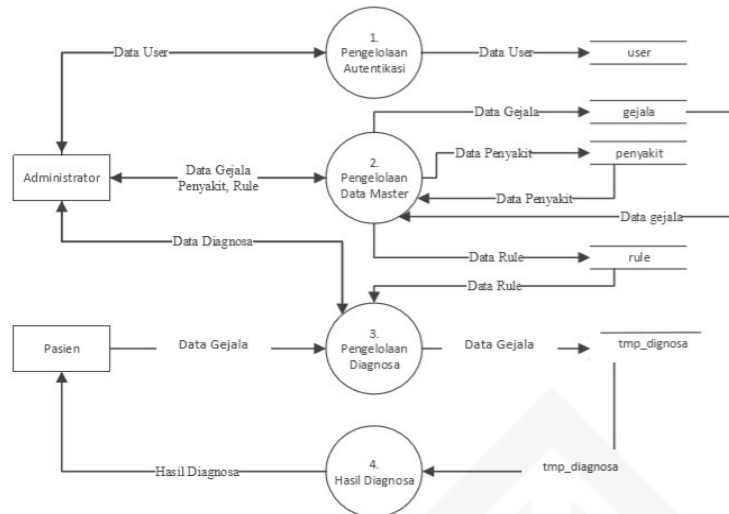 1.
Pengelolaan
Autentikasi
Data User
Data User
user
Data Gejala
gejala
Administrator
Data Gejala
Penyakit, Rule
2.
Pengelolaan
Data Master
Data Penyakit
penyakit
Data Penyakit
Data gejala
Data Diagnosa
Data Rule
rule
Data Rule
Pasien
Data Gejala
3.
Pengelolaan
Diagnosa
Data Gejala
tmp_dignosa
Hasil Diagnosa
4.
Hasil Diagnosa
tmp_diagnosa